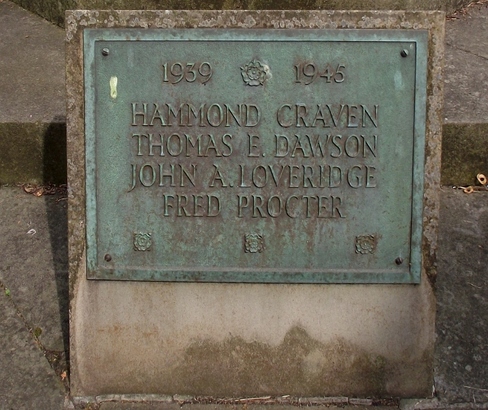 1939 1945
HAMMOND CRAVEN
THOMAS E. DAWSON
JOHN A. LOVERIDGE
FRED PROCTER